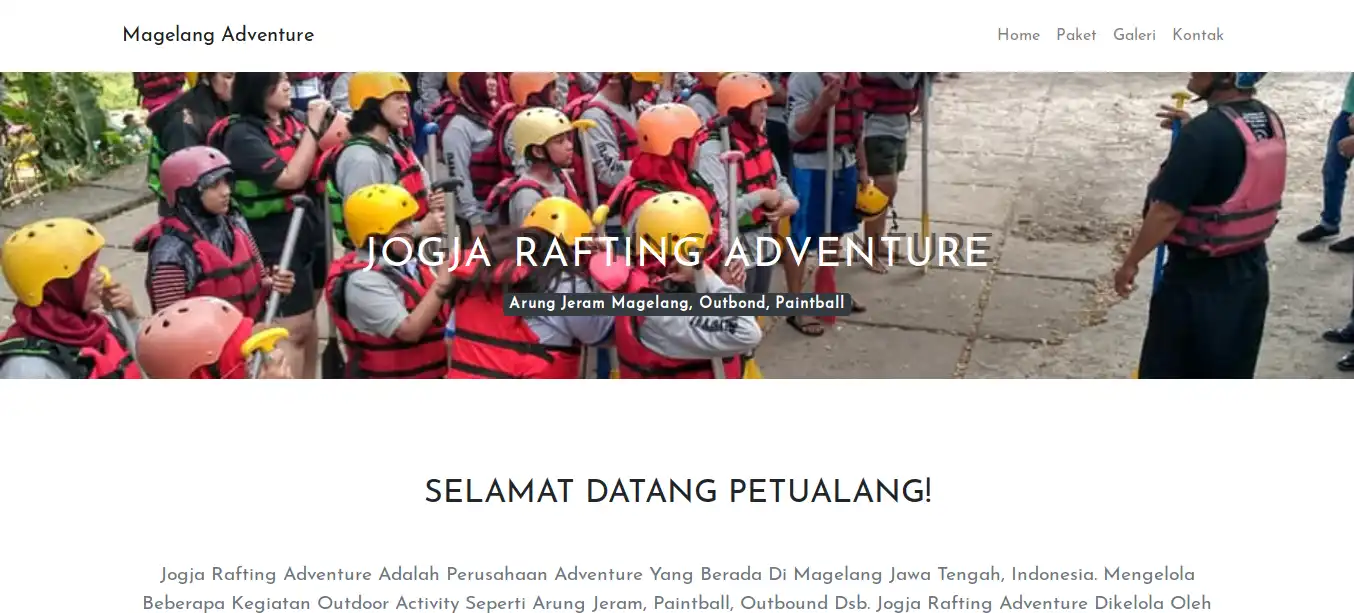 Magelang Adventure
Home Paket Galeri Kontak
JOGJA RAFTING ADVENTURE
Arung Jeram Magelang, Outbond, Paintball
SELAMAT DATANG PETUALANG!
Jogja Rafting Adventure Adalah Perusahaan Adventure Yang Berada Di Magelang Jawa Tengah, Indonesia. Mengelola
Beberapa Kegiatan Outdoor Activity Seperti Arung Jeram, Paintball, Outbound Dsb. Jogja Rafting Adventure Dikelola Oleh